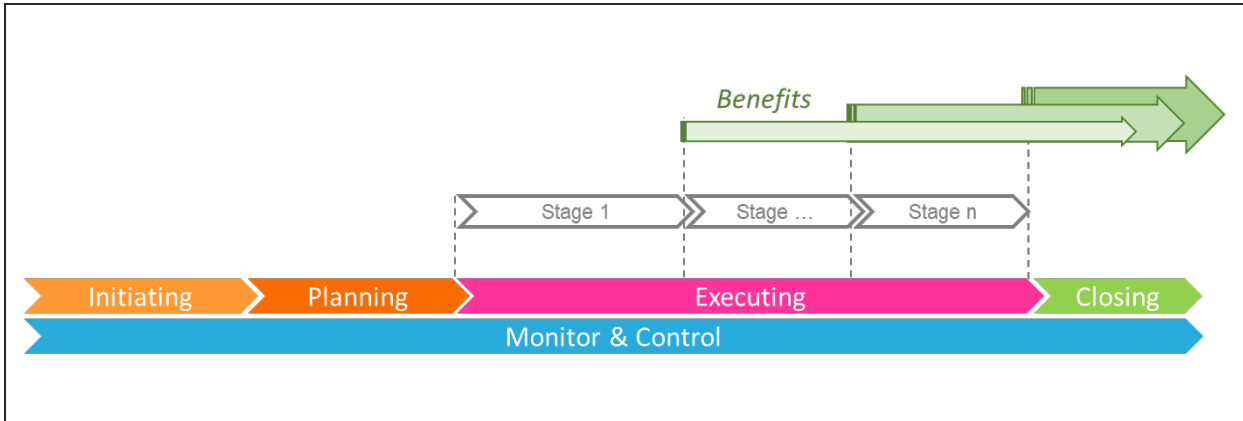 Benefits
Stage 1
Stage …
Stage n
Initiating
Planning
Executing
Closing
Monitor & Control